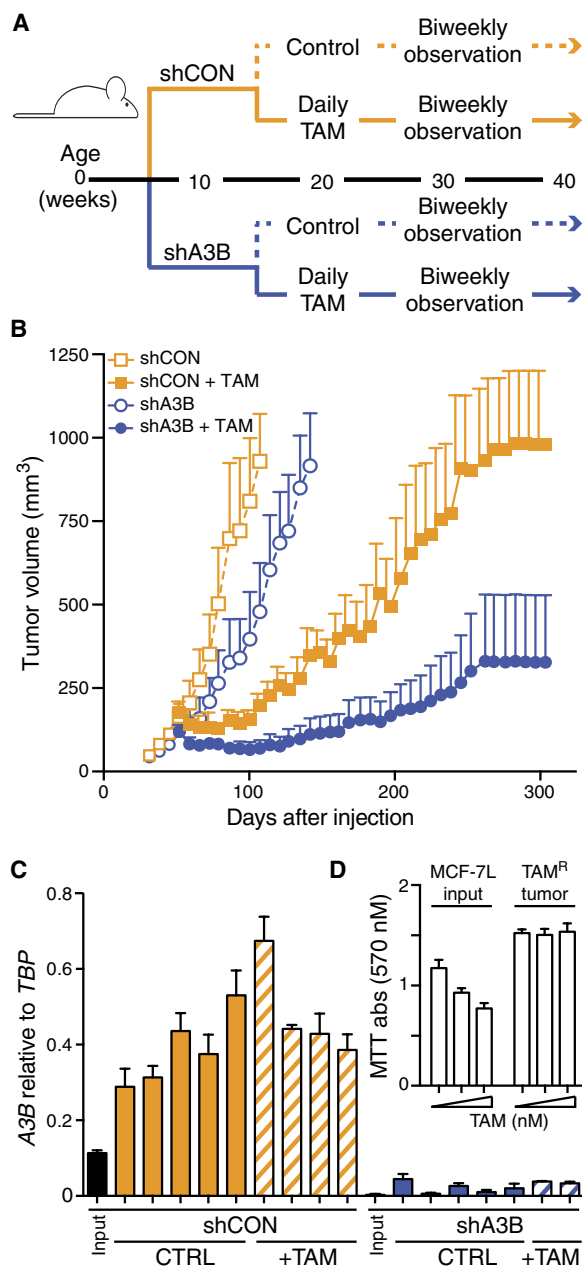 A
shCON
Control
Biweekly
observation
Daily
TAM
Biweekly
observation
Age
0
(weeks)
10
20
30
40
shA3B
Control
Biweekly
observation
Daily
TAM
Biweekly
observation
B
Tumor volume (mm³)
1250
1000
750
500
250
0
shCON
shCON + TAM
shA3B
shA3B + TAM
0
100
200
300
Days after injection
C
A3B relative to TBP
0.8
0.6
0.4
0.2
0
Input
CTRL
+TAM
shCON
Input
CTRL
+TAM
shA3B
D
MCF-7L
input
TAMᴿ
tumor
MTT abs (570 nM)
2
1.5
1
0
TAM (nM)